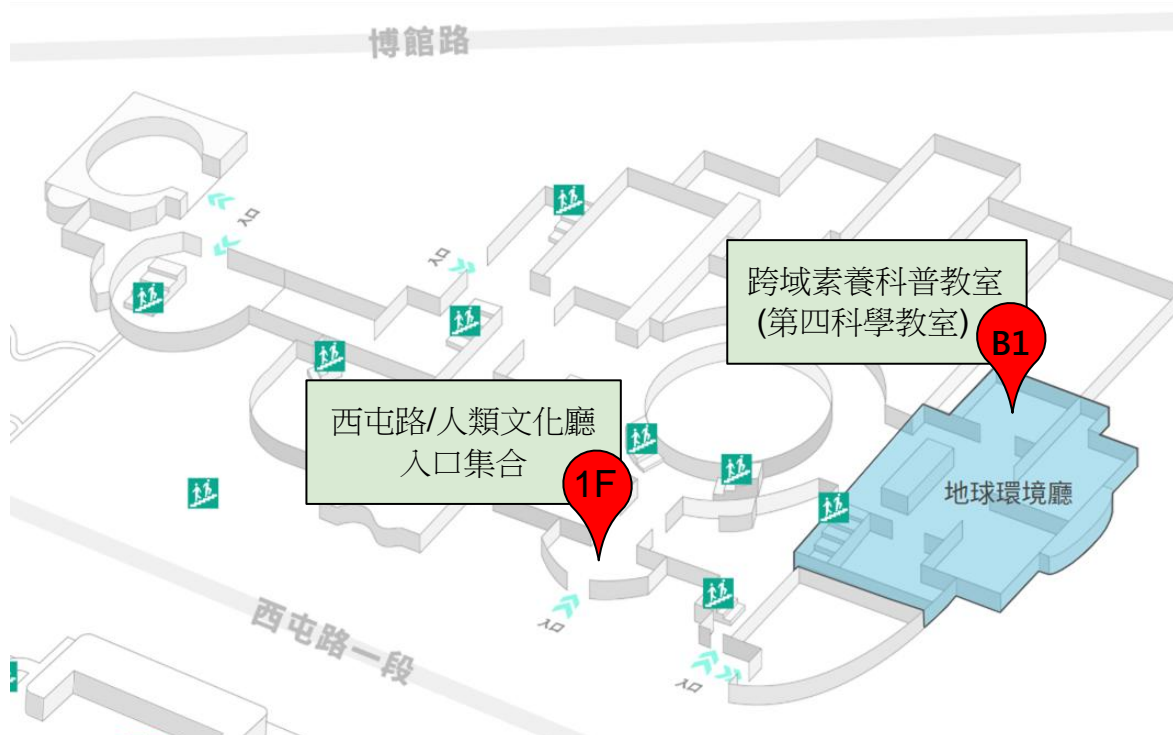 博館路
入口
入口
跨域素養科普教室
(第四科學教室)
B1
西屯路/人類文化廳
入口集合
1F
地球環境廳
入口
西屯路一段
入口